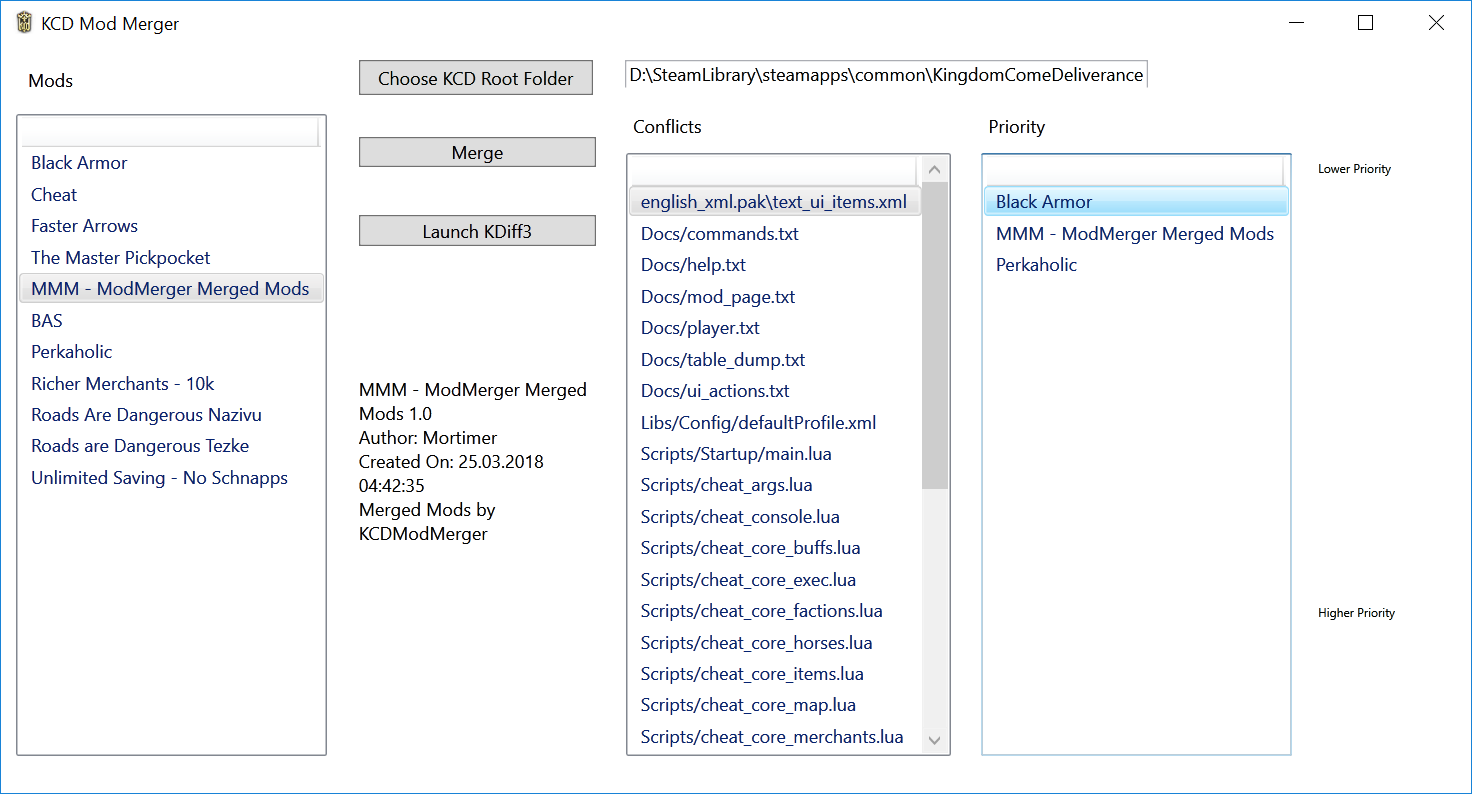 KCD Mod Merger
Mods
Choose KCD Root Folder
D:\SteamLibrary\steamapps\common\KingdomComeDeliverance
Merge
Launch KDiff3
Black Armor
Cheat
Faster Arrows
The Master Pickpocket
MMM - ModMerger Merged Mods
BAS
Perkaholic
Richer Merchants - 10k
Roads Are Dangerous Nazivu
Roads are Dangerous Tezke
Unlimited Saving - No Schnapps
MMM - ModMerger Merged
Mods 1.0
Author: Mortimer
Created On: 25.03.2018
04:42:35
Merged Mods by
KCDModMerger
Conflicts
english_xml.pak\text_ui_items.xml
Docs/commands.txt
Docs/help.txt
Docs/mod_page.txt
Docs/player.txt
Docs/table_dump.txt
Docs/ui_actions.txt
Libs/Config/defaultProfile.xml
Scripts/Startup/main.lua
Scripts/cheat_args.lua
Scripts/cheat_console.lua
Scripts/cheat_core_buffs.lua
Scripts/cheat_core_exec.lua
Scripts/cheat_core_factions.lua
Scripts/cheat_core_horses.lua
Scripts/cheat_core_items.lua
Scripts/cheat_core_map.lua
Scripts/cheat_core_merchants.lua
Priority
Black Armor
MMM - ModMerger Merged Mods
Perkaholic
Lower Priority
Higher Priority